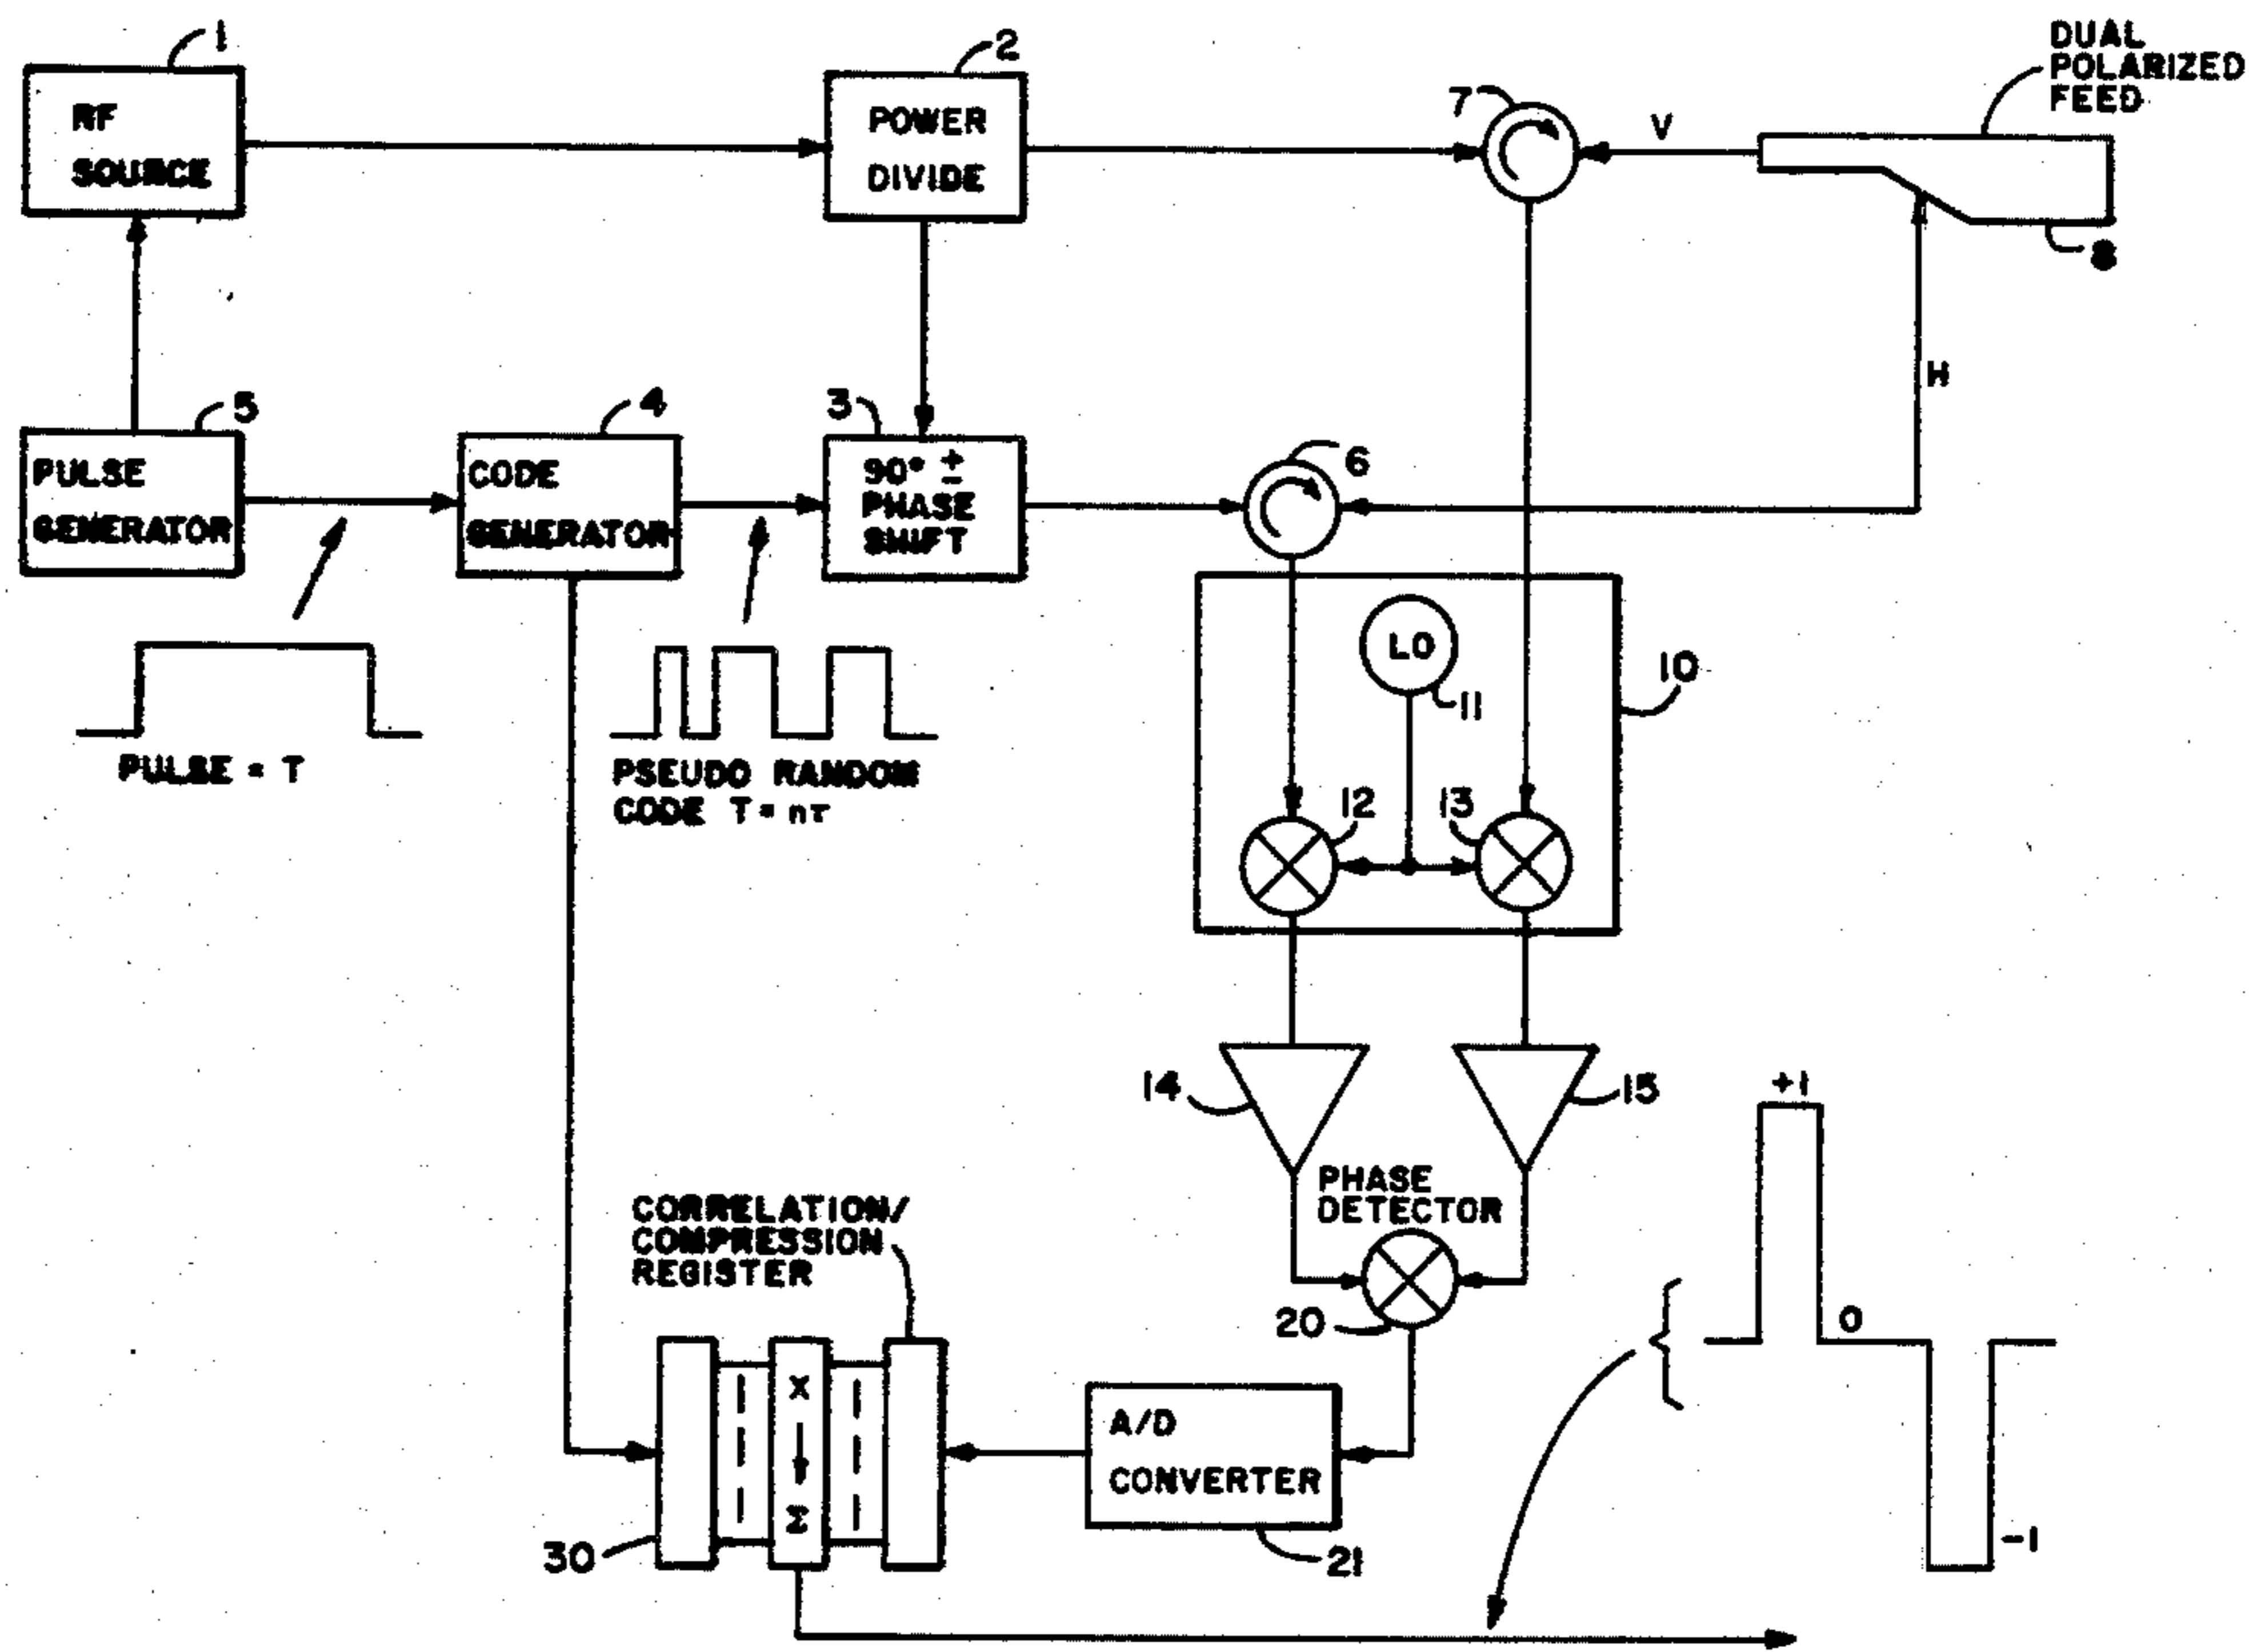 1
RF
SOURCE
2
POWER
DIVIDE
7
V
DUAL
POLARIZED
FEED
8
H
5
PULSE
GENERATOR
4
CODE
GENERATOR
3
90° ±
PHASE
SHIFT
6
PULSE = T
PSEUDO RANDOM
CODE T = nτ
LO
11
10
12
13
14
15
PHASE
DETECTOR
20
CORRELATION/
COMPRESSION
REGISTER
X
Σ
30
A/D
CONVERTER
21
+1
0
-1